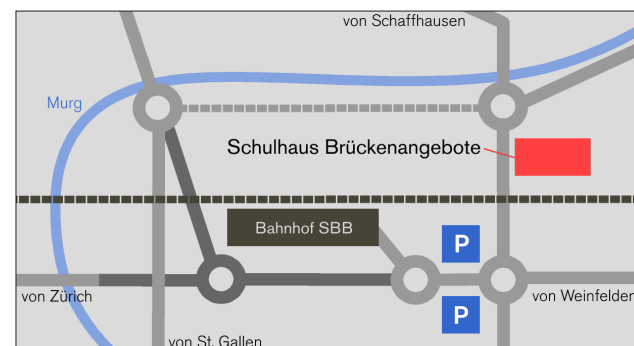 von Schaffhausen
Murg
Schulhaus Brückenangebote
Bahnhof SBB
P
von Zürich
von Weinfelden
P
von St. Gallen